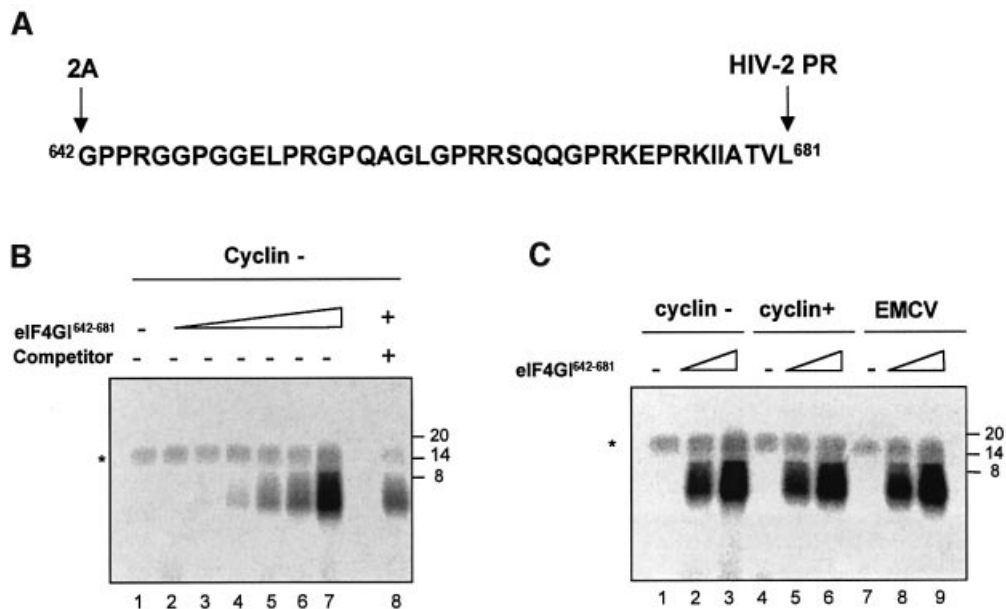 A
2A HIV-2 PR
642GPPRGGPGGELPRGPQAGLGPRRSQQGPRKEPRKIIATVL681
B
Cyclin -
eIF4GI642-681 - +
Competitor - - - - - - - +
*
20
14
8
1 2 3 4 5 6 7 8
C
cyclin - cyclin+ EMCV
eIF4GI642-681 - - -
*
20
14
8
1 2 3 4 5 6 7 8 9